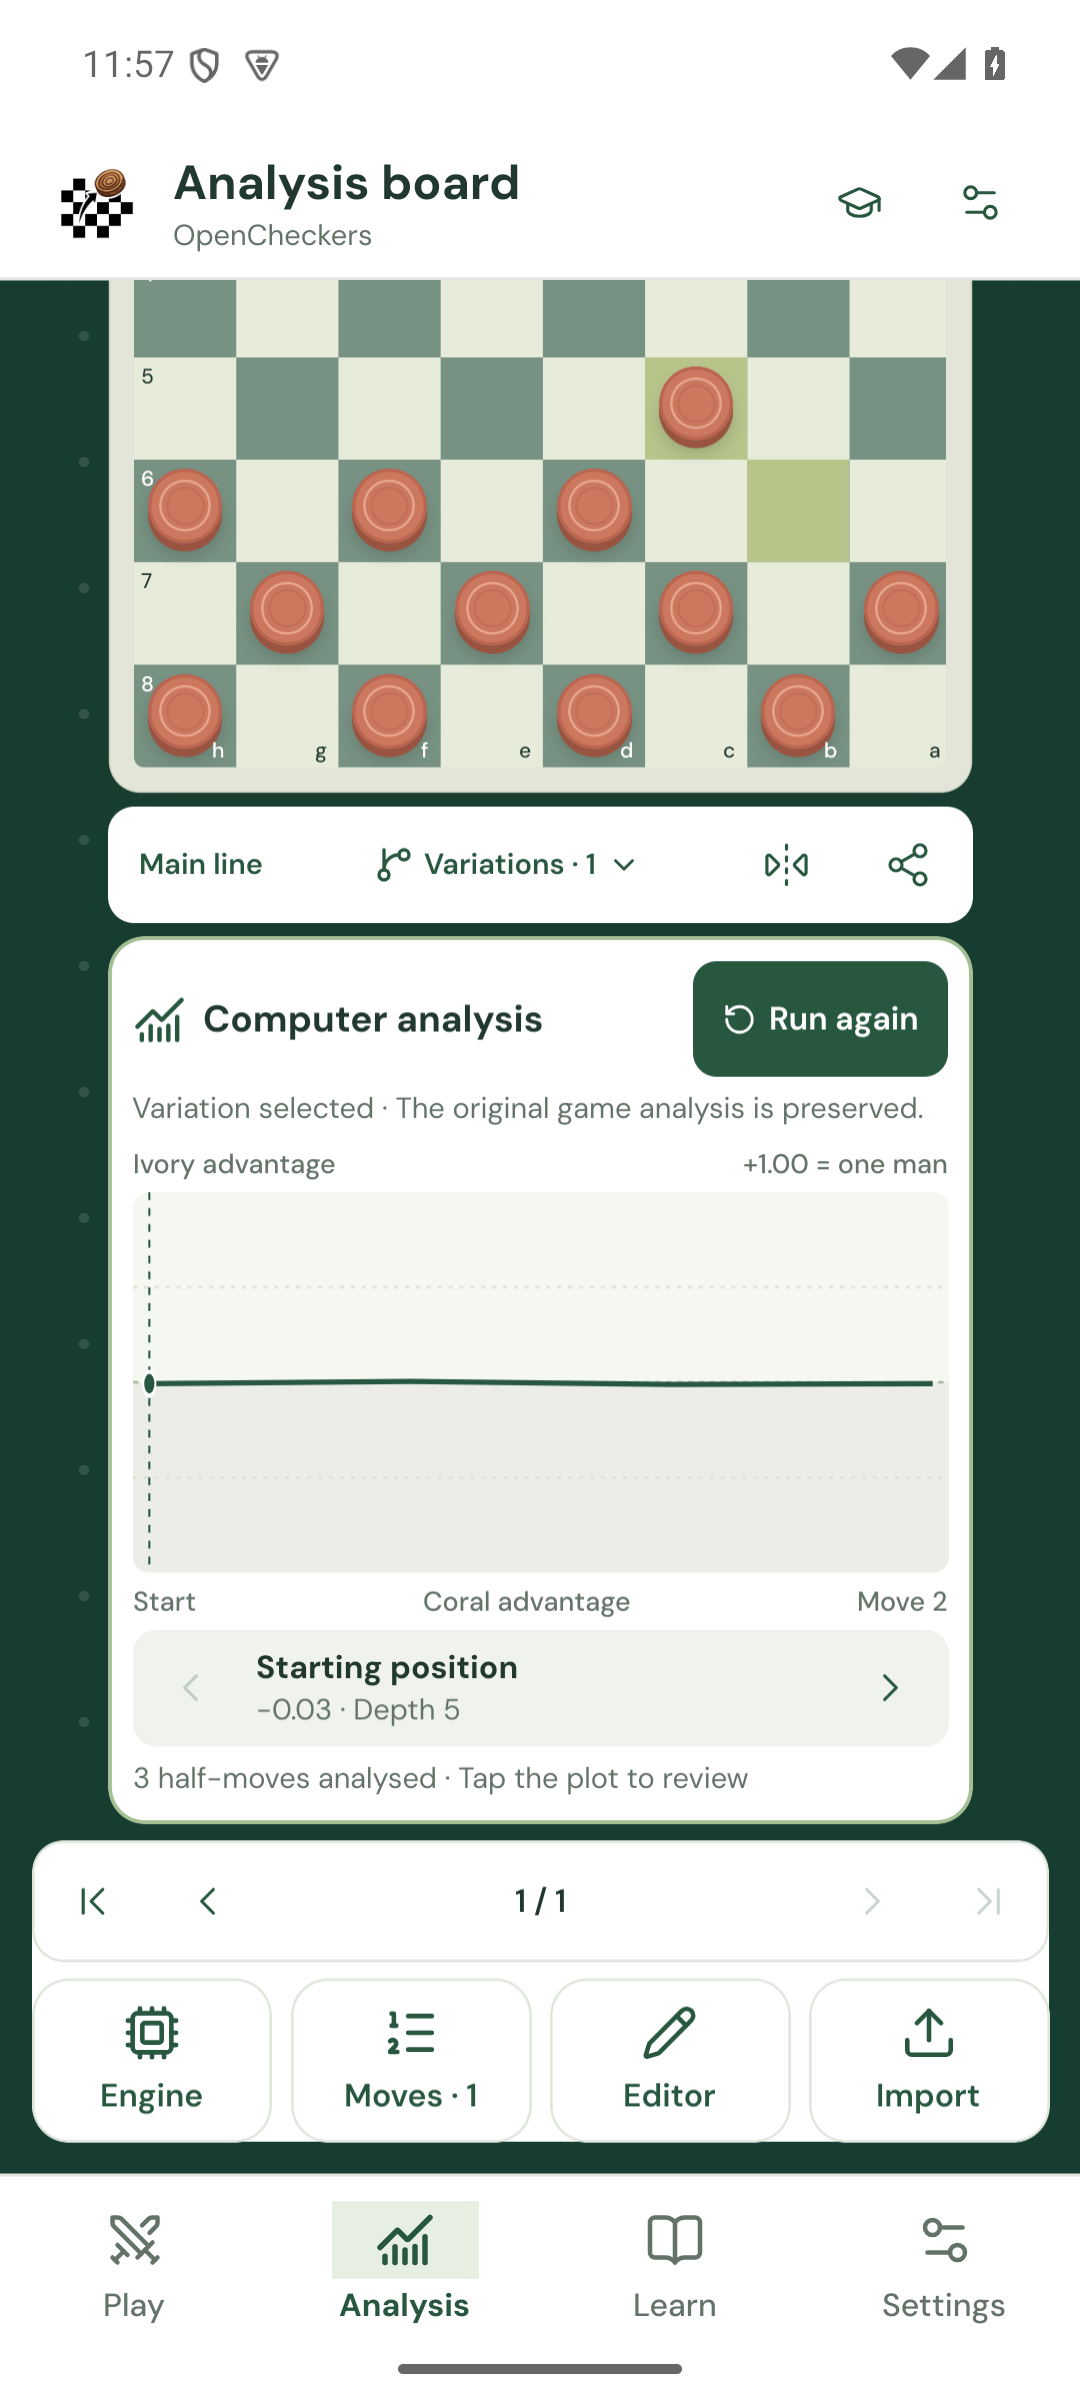 11:57
Analysis board
OpenCheckers
5
6
7
8
h g f e d c b a
Main line
Variations · 1
Computer analysis
Run again
Variation selected · The original game analysis is preserved.
Ivory advantage
+1.00 = one man
Start
Coral advantage
Move 2
Starting position
−0.03 · Depth 5
3 half-moves analysed · Tap the plot to review
1 / 1
Engine
Moves · 1
Editor
Import
Play
Analysis
Learn
Settings